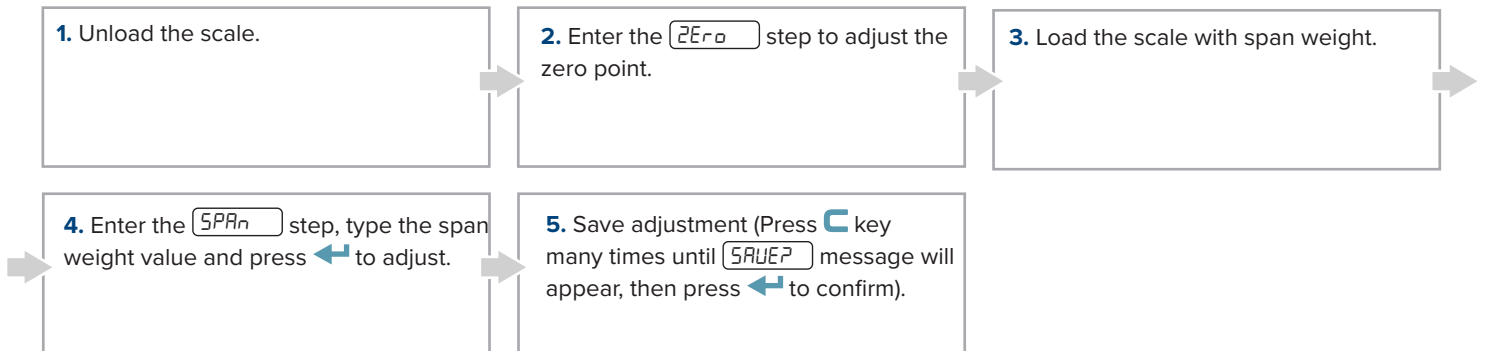 1. Unload the scale.
2. Enter the ZEro step to adjust the
zero point.
3. Load the scale with span weight.
4. Enter the SPAn step, type the span
weight value and press to adjust.
5. Save adjustment (Press C key
many times until SAVE? message will
appear, then press to confirm).